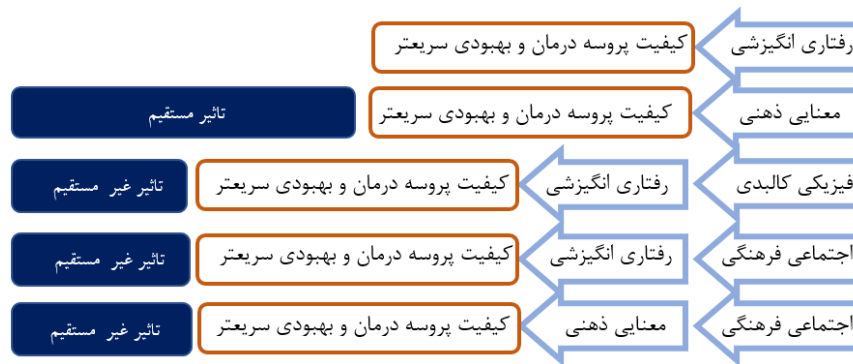 رفتاری انگیزشی کیفیت پروسه درمان و بهبودی سریعتر
معنایی ذهنی کیفیت پروسه درمان و بهبودی سریعتر تاثیر مستقیم
فیزیکی کالبدی رفتاری انگیزشی کیفیت پروسه درمان و بهبودی سریعتر تاثیر غیر مستقیم
اجتماعی فرهنگی رفتاری انگیزشی کیفیت پروسه درمان و بهبودی سریعتر تاثیر غیر مستقیم
اجتماعی فرهنگی معنایی ذهنی کیفیت پروسه درمان و بهبودی سریعتر تاثیر غیر مستقیم